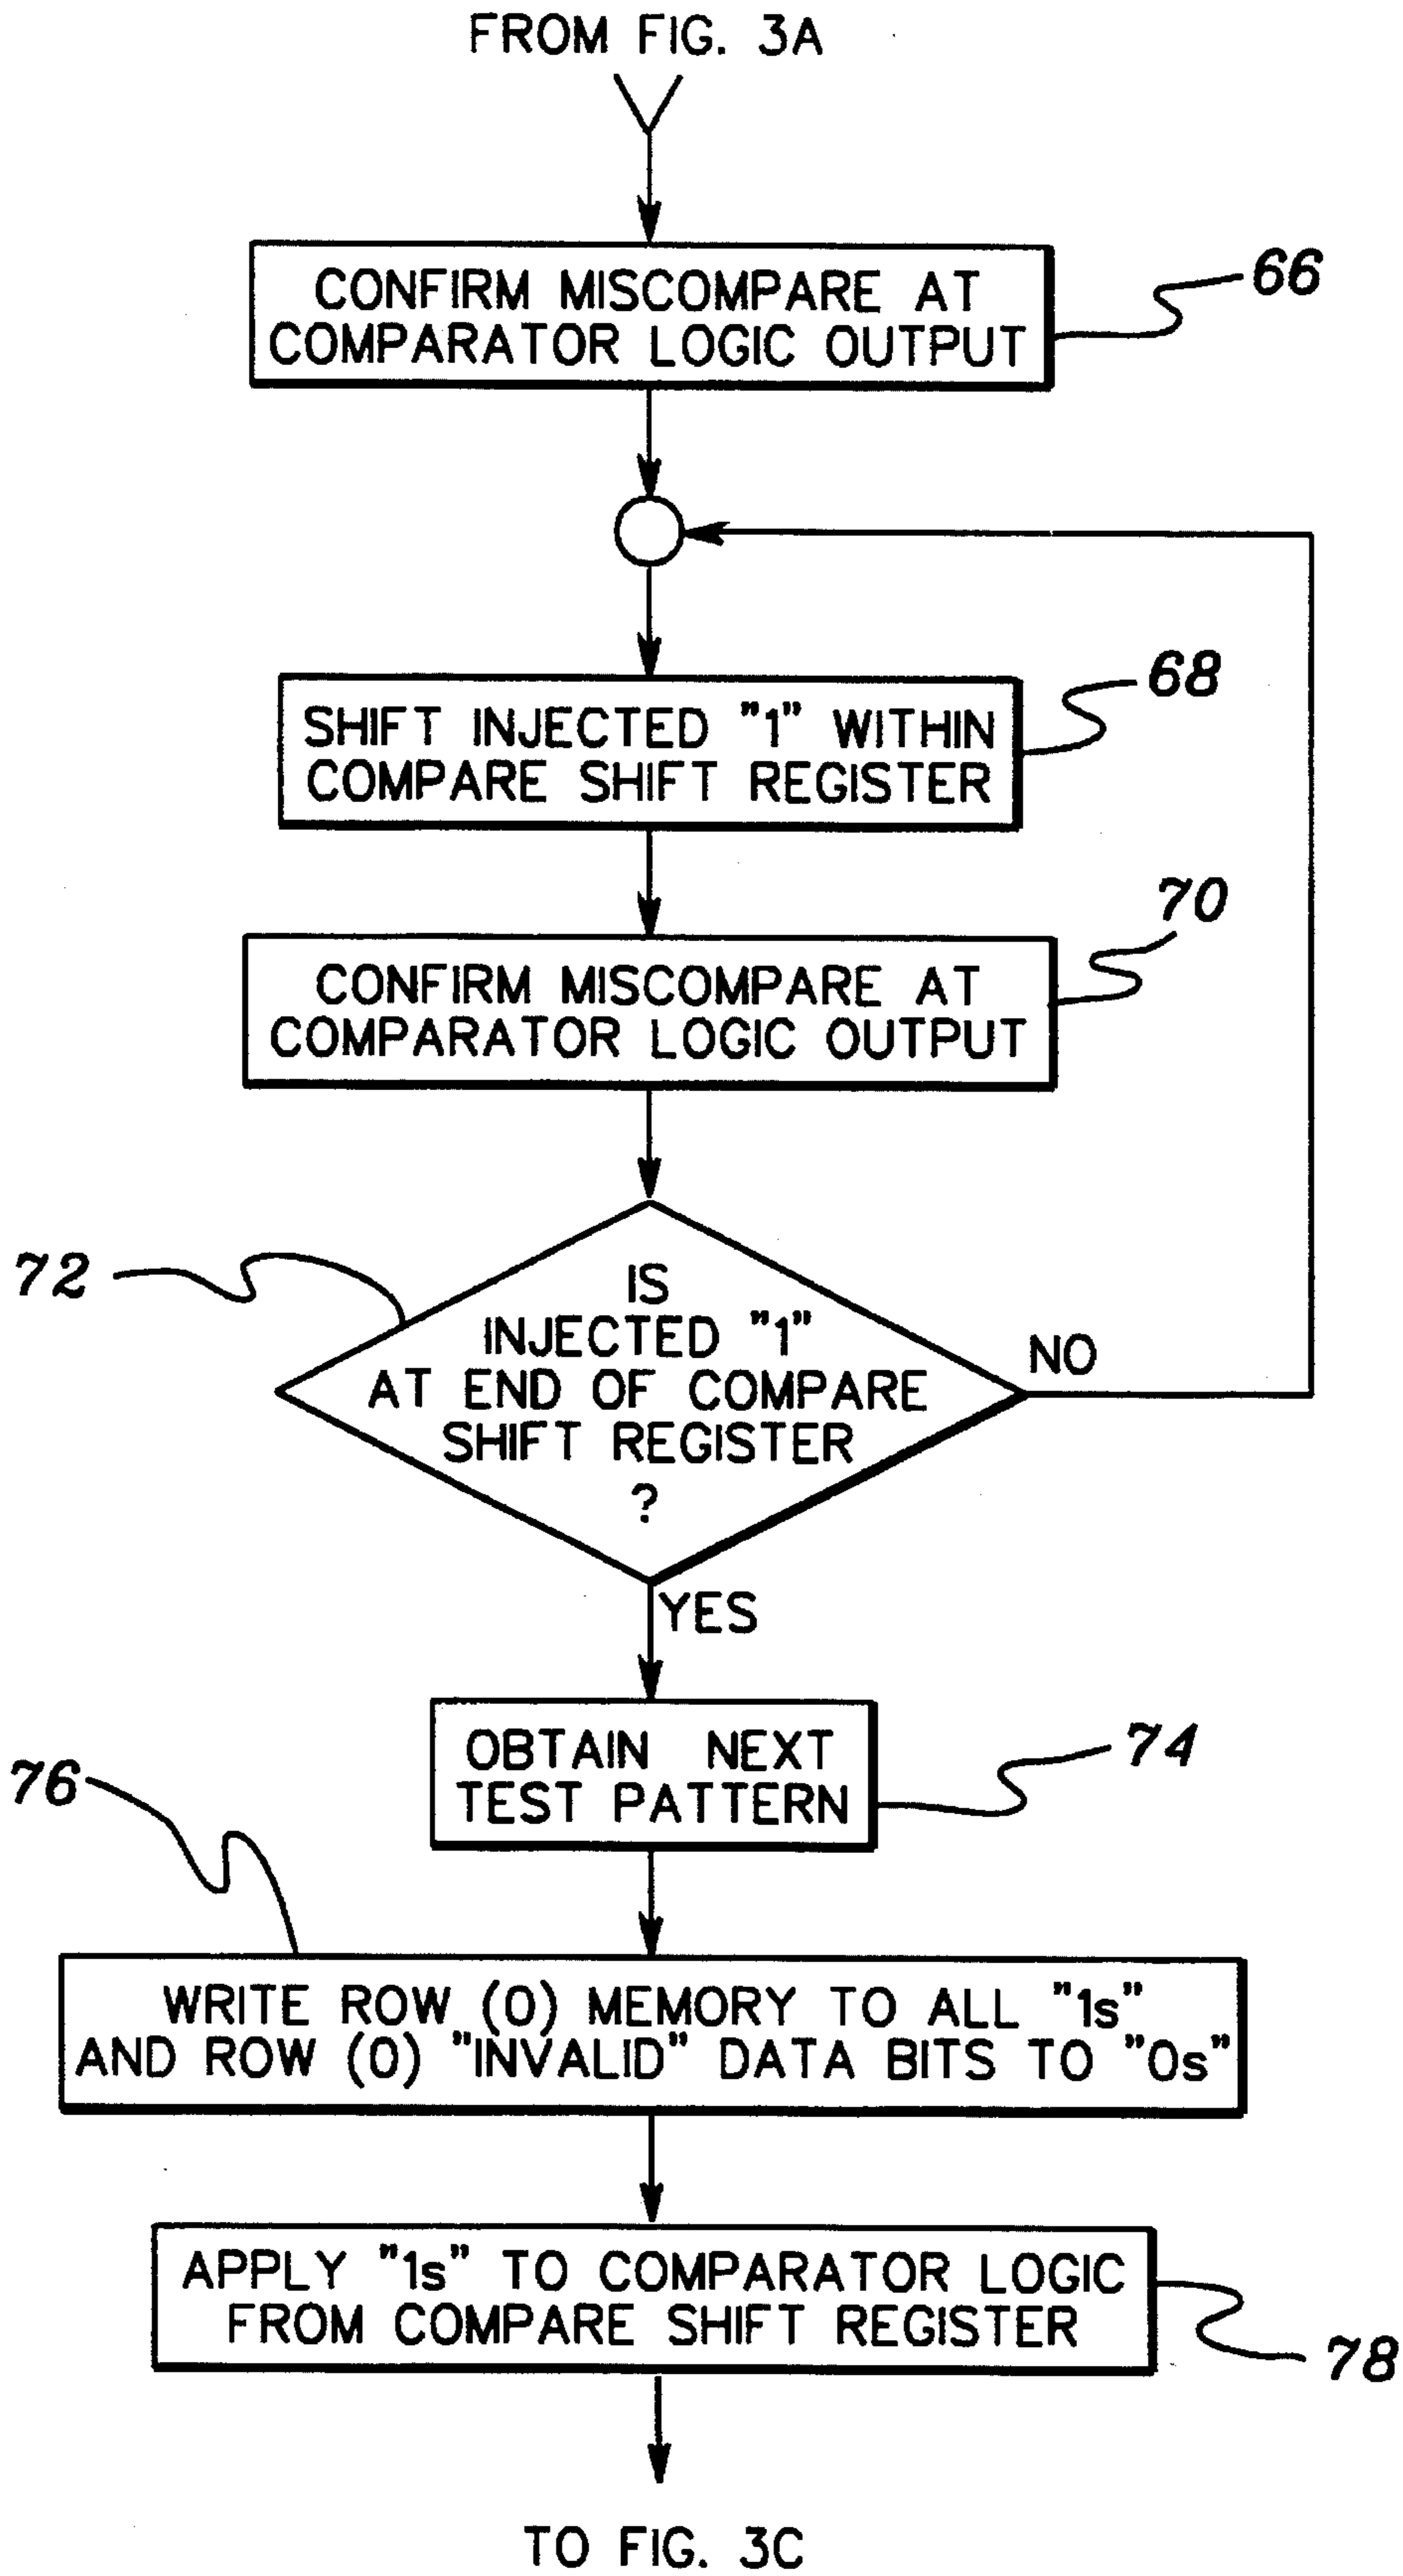 FROM FIG. 3A
CONFIRM MISCOMPARE AT
COMPARATOR LOGIC OUTPUT
66
SHIFT INJECTED "1" WITHIN
COMPARE SHIFT REGISTER
68
70
CONFIRM MISCOMPARE AT
COMPARATOR LOGIC OUTPUT
72
IS
INJECTED "1"
AT END OF COMPARE
SHIFT REGISTER
?
NO
YES
OBTAIN NEXT
TEST PATTERN
74
76
WRITE ROW (0) MEMORY TO ALL "1s"
AND ROW (0) "INVALID" DATA BITS TO "0s"
APPLY "1s" TO COMPARATOR LOGIC
FROM COMPARE SHIFT REGISTER
78
TO FIG. 3C